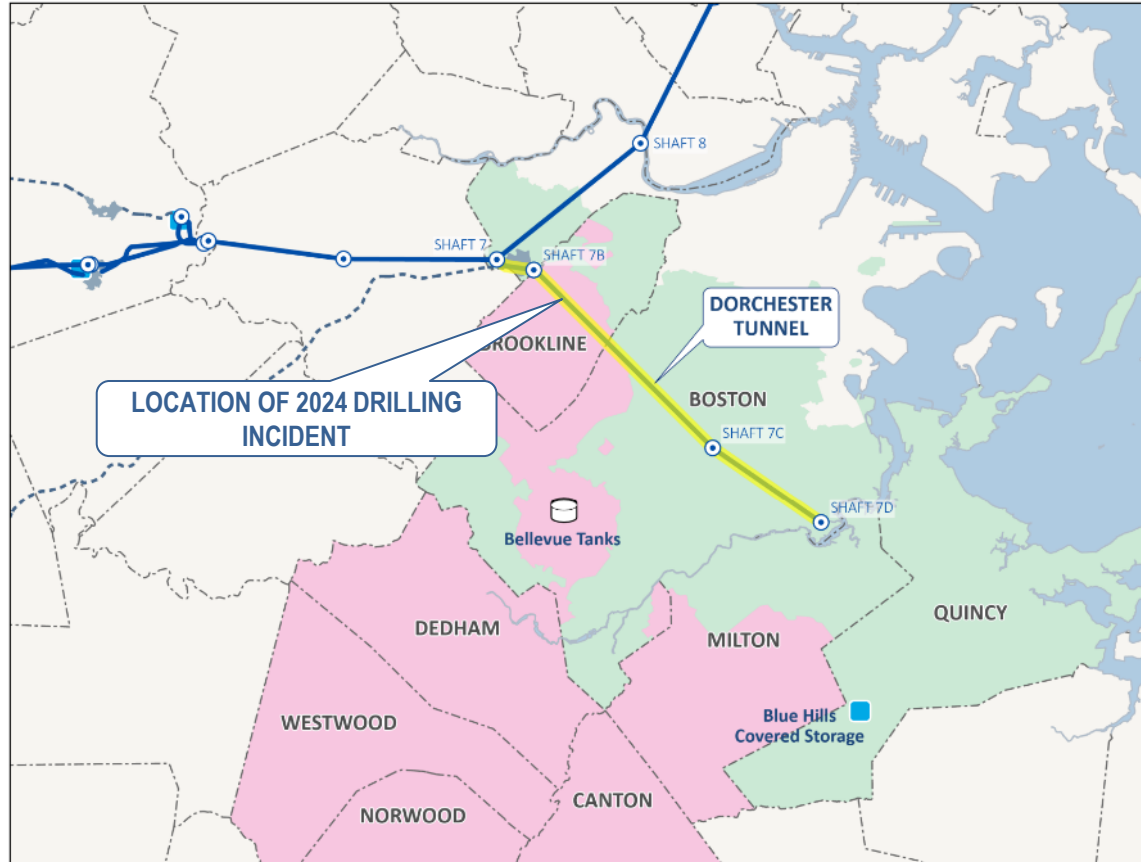 SHAFT 8
SHAFT 7
SHAFT 7B
DORCHESTER
TUNNEL
BROOKLINE
LOCATION OF 2024 DRILLING
INCIDENT
BOSTON
SHAFT 7C
SHAFT 7D
Bellevue Tanks
QUINCY
DEDHAM
MILTON
WESTWOOD
Blue Hills
Covered Storage
CANTON
NORWOOD